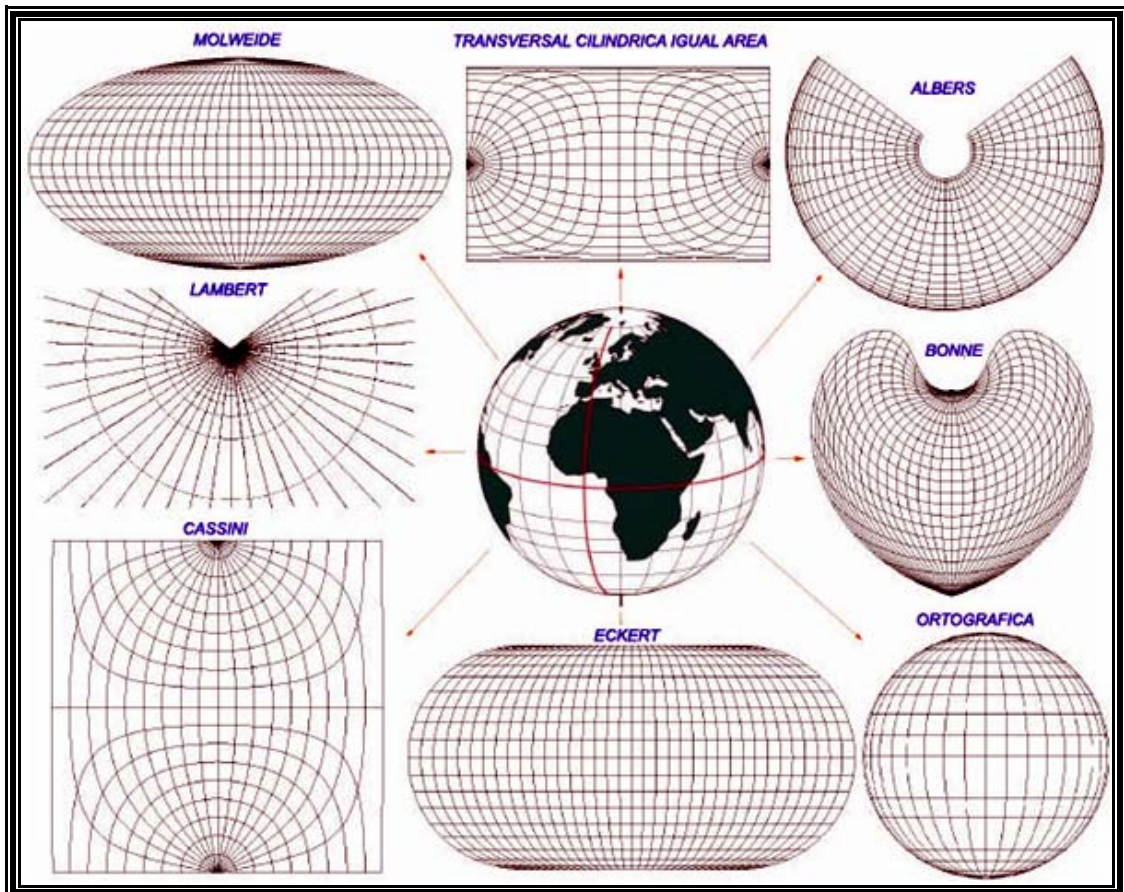 MOLWEIDE
TRANSVERSAL CILINDRICA IGUAL AREA
ALBERS
LAMBERT
BONNE
CASSINI
ECKERT
ORTOGRAFICA